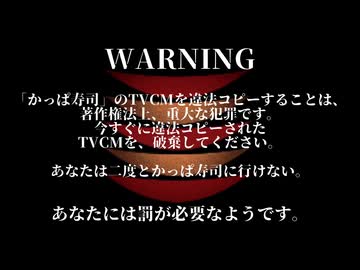 WARNING
「かっぱ寿司」のTVCMを違法コピーすることは、
著作権法上、重大な犯罪です。
今すぐに違法コピーされた
TVCMを、破棄してください。
あなたは二度とかっぱ寿司に行けない。
あなたには罰が必要なようです。